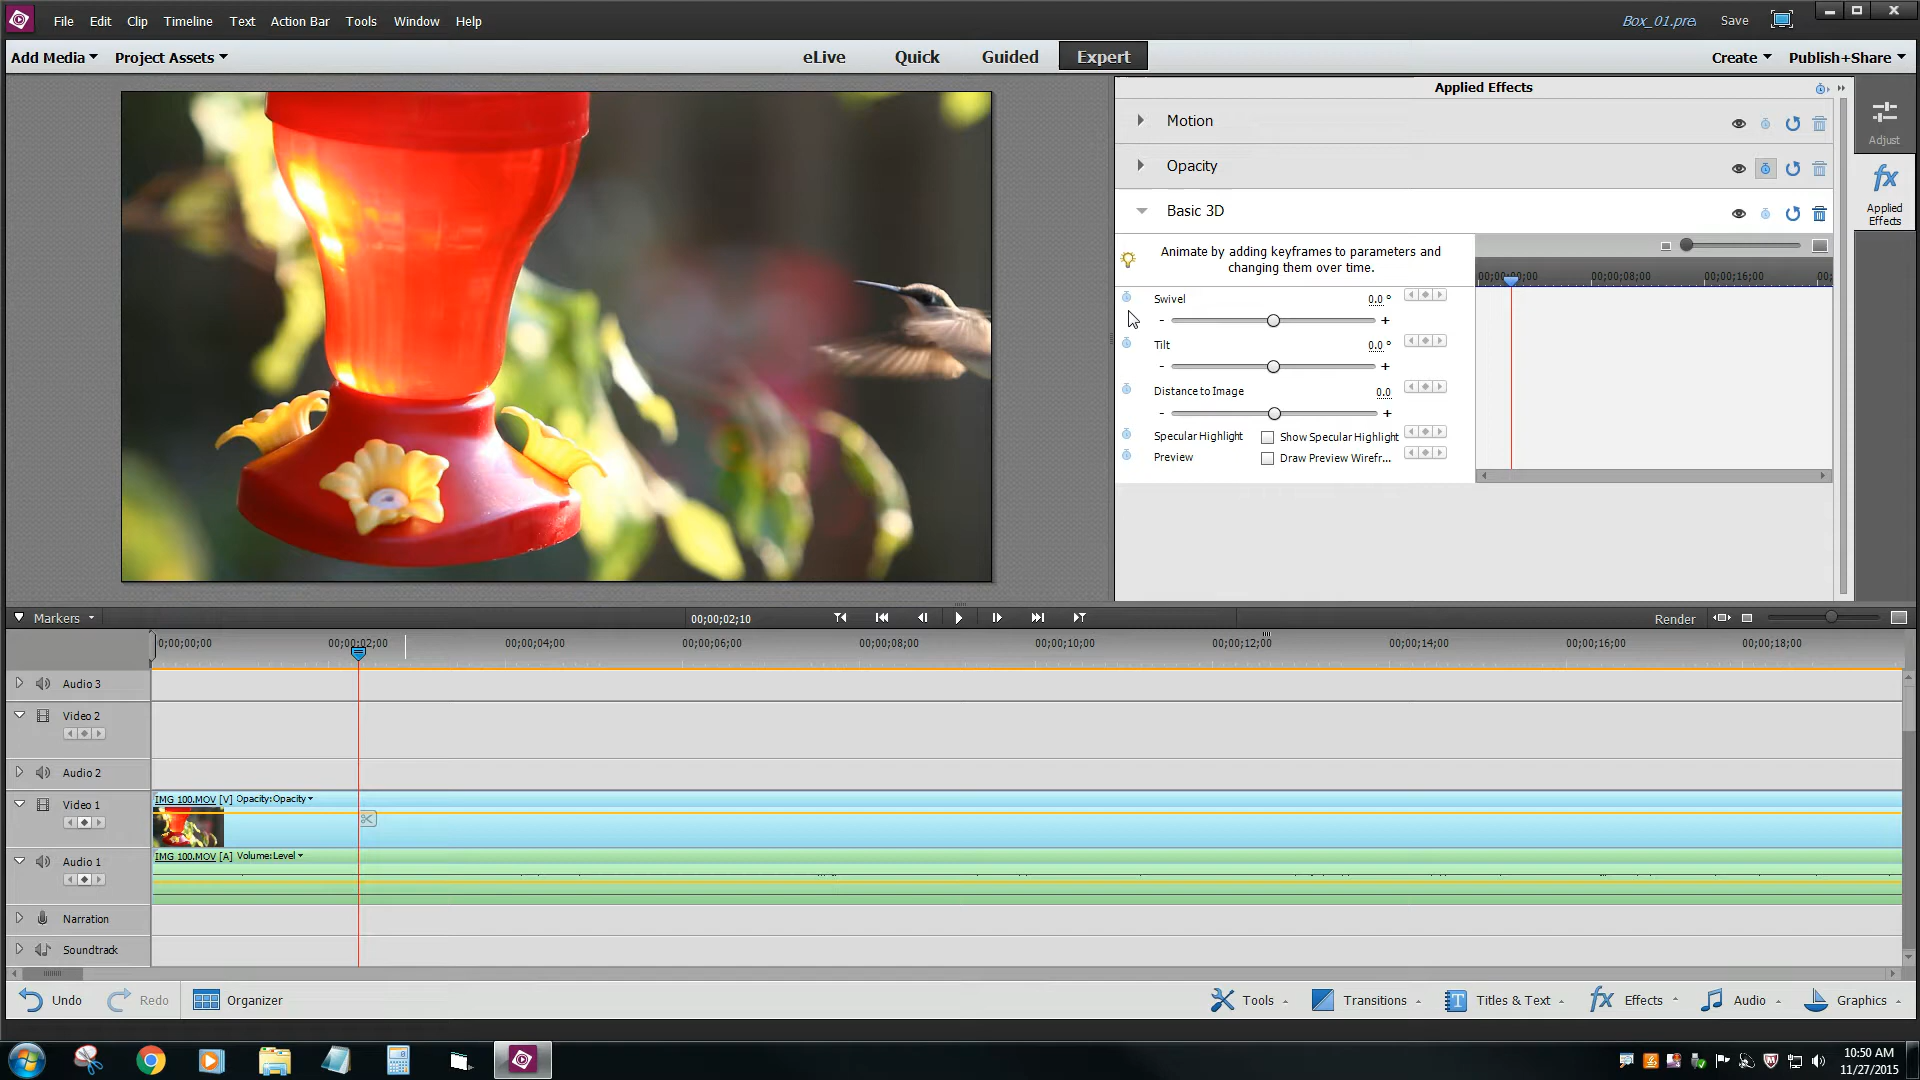 File Edit Clip Timeline Text Action Bar Tools Window Help
Box_01.pre Save
Add Media Project Assets
eLive Quick Guided Expert
Create Publish+Share
Applied Effects
Motion
Opacity
Basic 3D
Adjust
fx
Applied
Effects
Animate by adding keyframes to parameters and
changing them over time.
00;00;00;00 00;00;08;00 00;00;16;00
Swivel 0.0 °
- +
Tilt 0.0 °
- +
Distance to Image 0.0
- +
Specular Highlight Show Specular Highlight
Preview Draw Preview Wirefr...
Markers
00;00;02;10
Render
0;00;00;00 00;00;02;00 00;00;04;00 00;00;06;00 00;00;08;00 00;00;10;00 00;00;12;00 00;00;14;00 00;00;16;00 00;00;18;00
Audio 3
Video 2
Audio 2
Video 1
IMG 100.MOV [V] Opacity:Opacity
Audio 1
IMG 100.MOV [A] Volume:Level
Narration
Soundtrack
Undo Redo Organizer
Tools Transitions Titles & Text fx Effects Audio Graphics
10:50 AM
11/27/2015